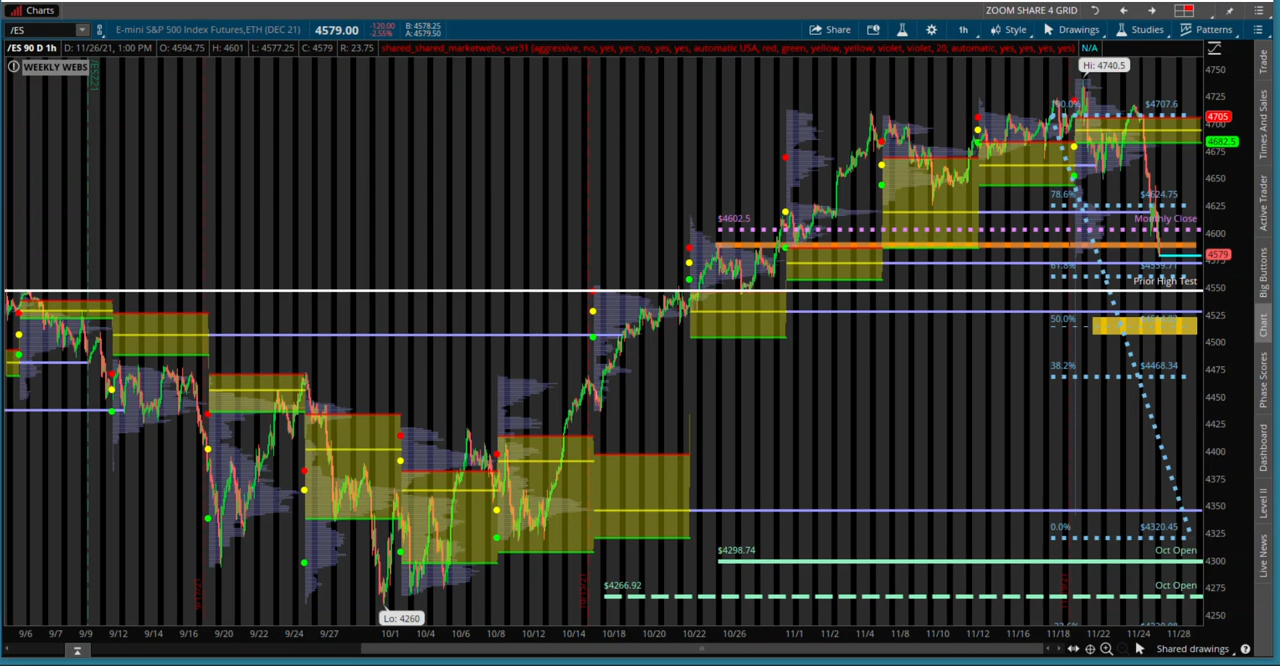 Charts
ZOOM SHARE 4 GRID
/ES
E-mini S&P 500 Index Futures,ETH (DEC 21)
4579.00
-120.00
-2.55%
B: 4578.25
A: 4579.50
Share
1h
Style
Drawings
Studies
Patterns
/ES 90 D 1h
D: 11/26/21, 1:00 PM
O: 4594.75
H: 4601
L: 4577.25
C: 4579
R: 23.75
shared_shared_marketwebs_ver31 (aggressive, no, yes, yes, no, yes, yes, automatic USA, red, green, yellow, yellow, violet, violet, 20, automatic, yes, yes, yes, yes)
N/A
WEEKLY WEBS
Hi: 4740.5
4750
4725
$4707.6
4705
4700
4682.5
4675
4650
78.6%
$4624.75
4625
$4602.5
Monthly Close
4600
4579
4575
61.8%
$4559.71
Prior High Test
4550
50.0%
4525
4500
38.2%
$4468.34
4475
4450
4425
4400
4375
4350
0.0%
$4320.45
4325
$4298.74
Oct Open
4300
$4266.92
Oct Open
4275
Lo: 4260
4250
9/6
9/7
9/9
9/12
9/14
9/16
9/20
9/22
9/24
9/27
10/1
10/4
10/6
10/8
10/12
10/14
10/18
10/20
10/22
10/26
11/1
11/2
11/4
11/8
11/10
11/12
11/16
11/18
11/22
11/24
11/28
Shared drawings
Trade
Times And Sales
Active Trader
Big Buttons
Chart
Phase Scores
Dashboard
Level II
Live News